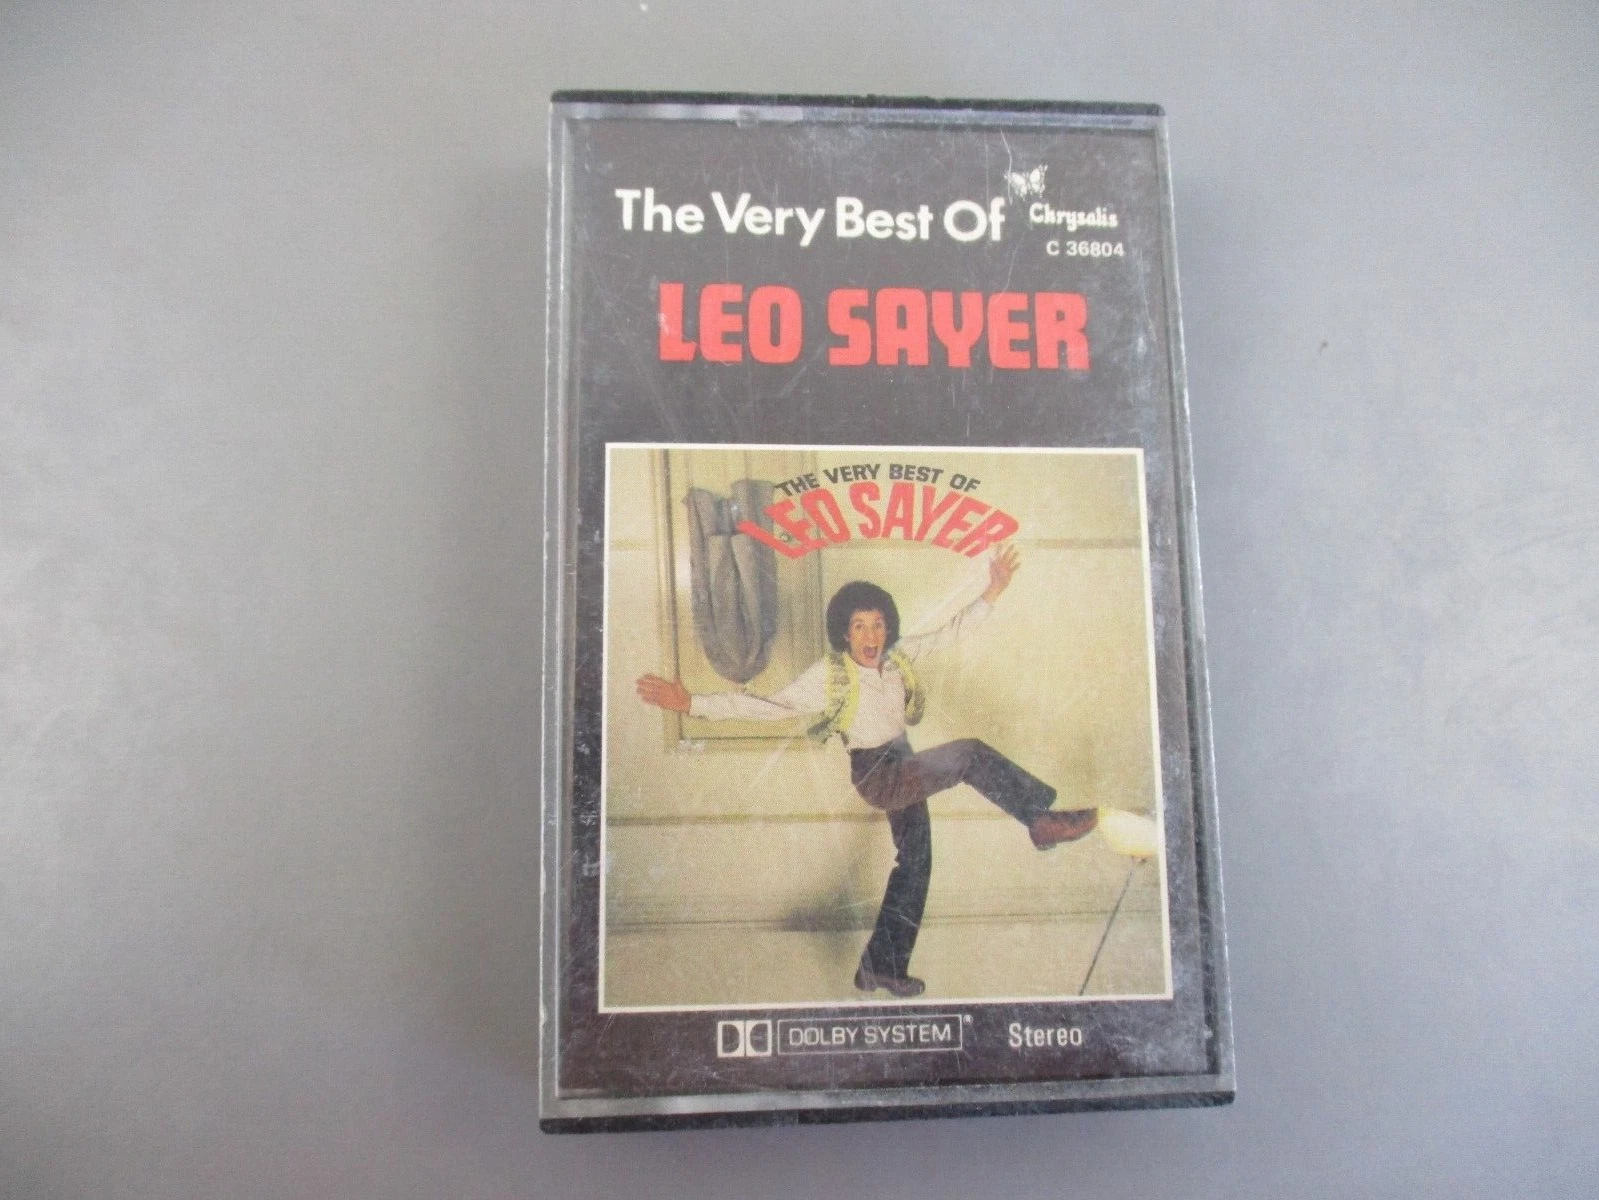 The Very Best Of
Chrysalis
C 36804
LEO SAYER
THE VERY BEST OF
LEO SAYER
DOLBY SYSTEM®
Stereo